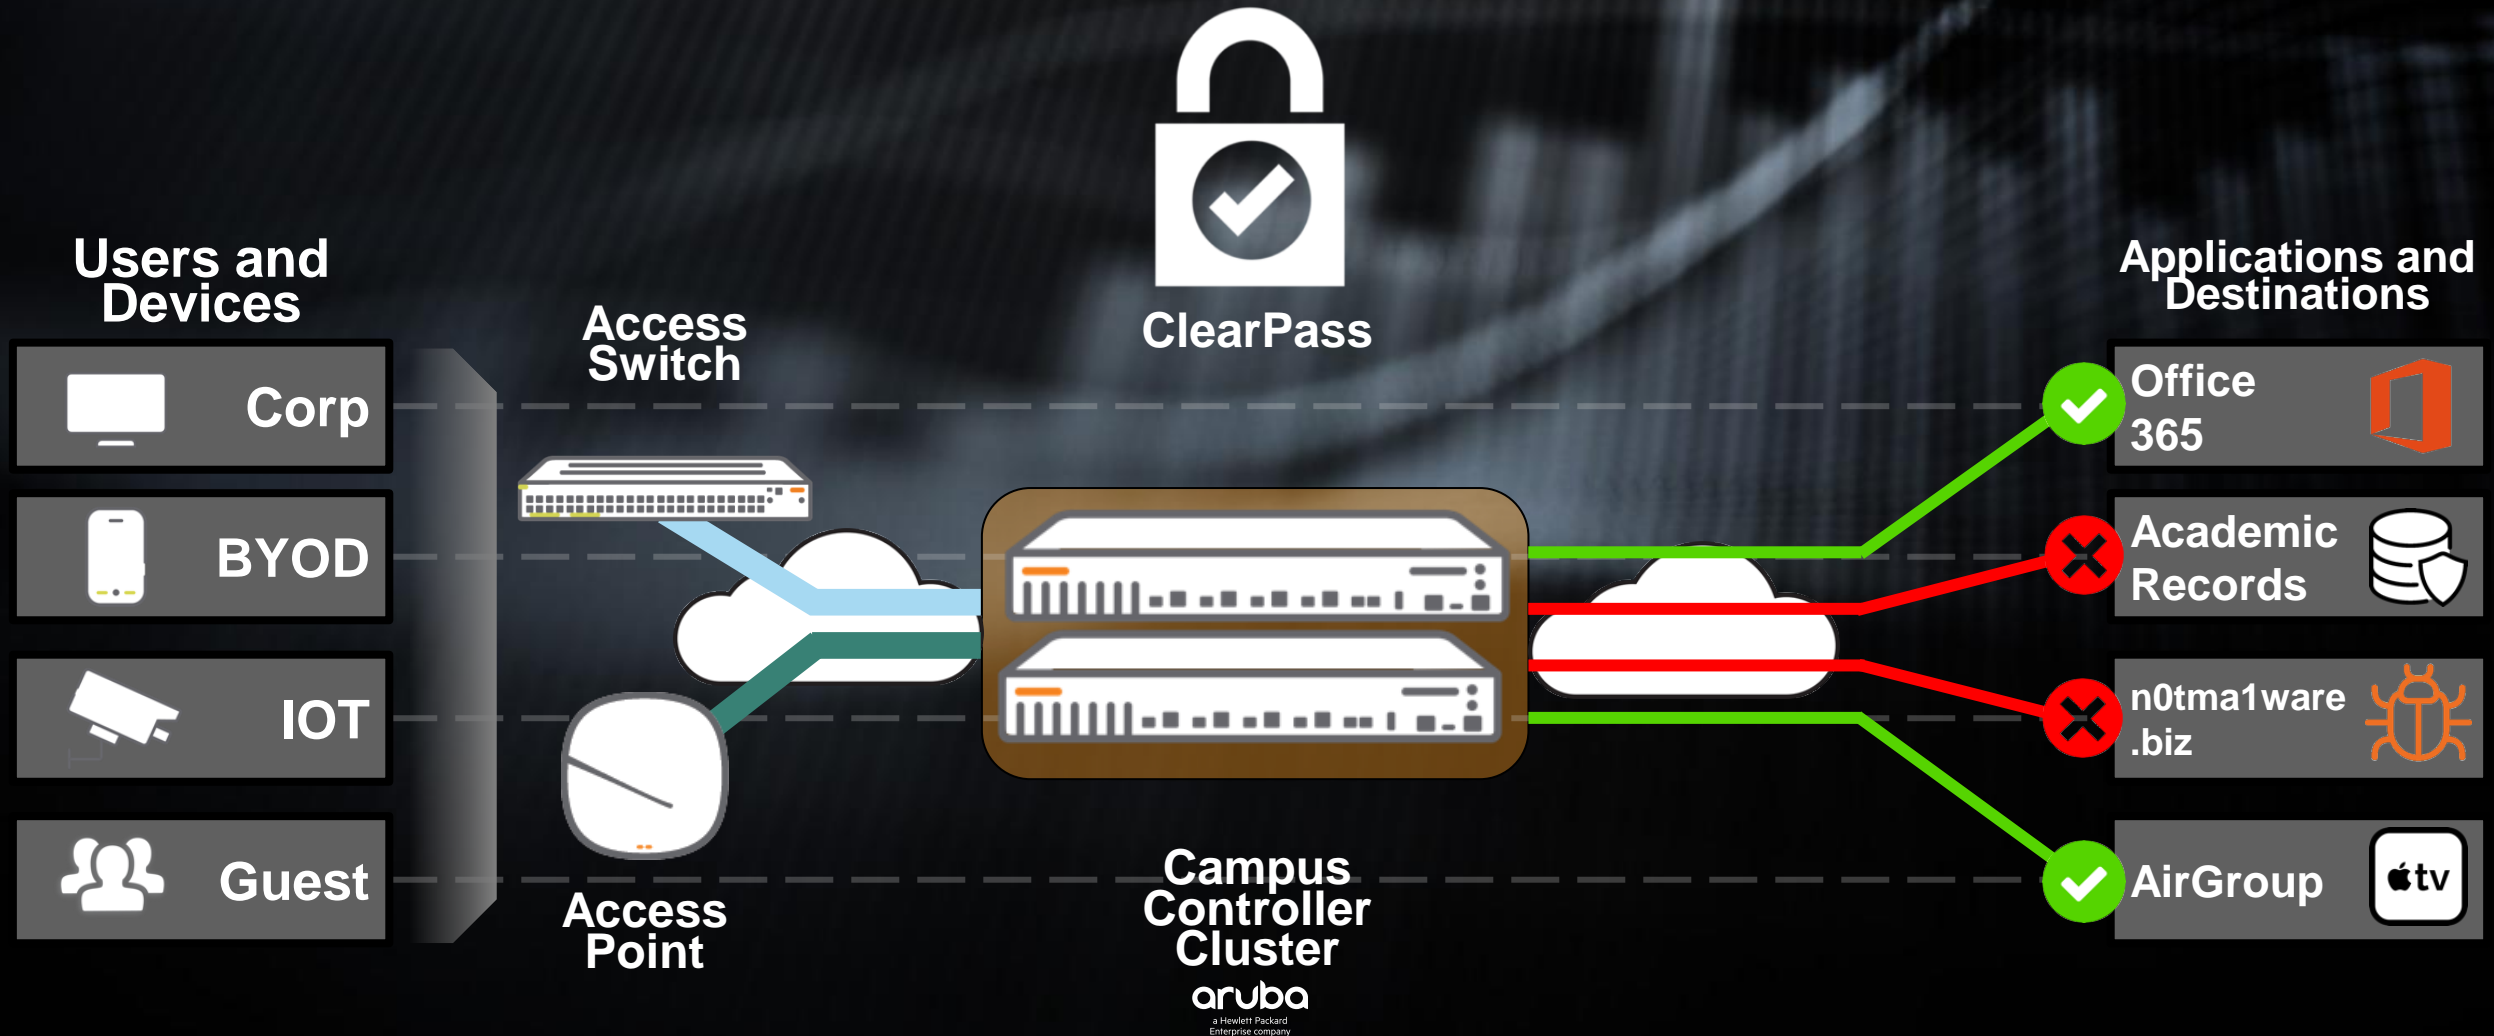 Users and
Devices
Corp
BYOD
IOT
Guest
Access
Switch
Access
Point
ClearPass
Campus
Controller
Cluster
aruba
a Hewlett Packard
Enterprise company
Applications and
Destinations
Office
365
Academic
Records
n0tma1ware
.biz
AirGroup
tv